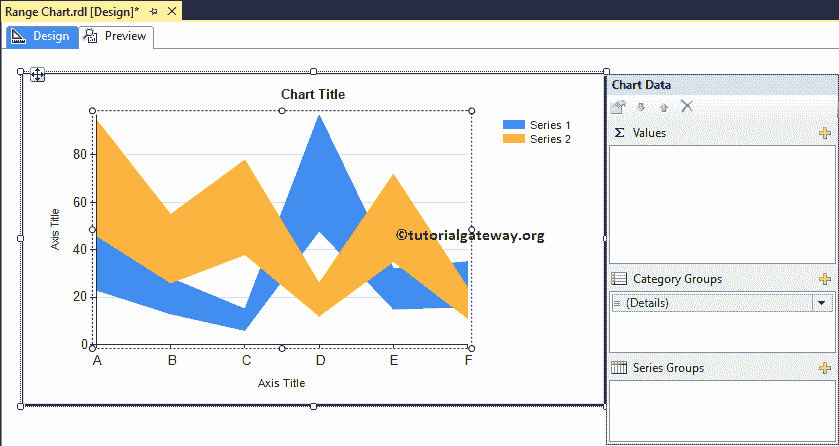 Range Chart.rdl [Design]*
Design
Preview
Chart Title
Series 1
Series 2
80
60
40
20
0
Axis Title
A B C D E F
Axis Title
©tutorialgateway.org
Chart Data
Σ Values
Category Groups
(Details)
Series Groups